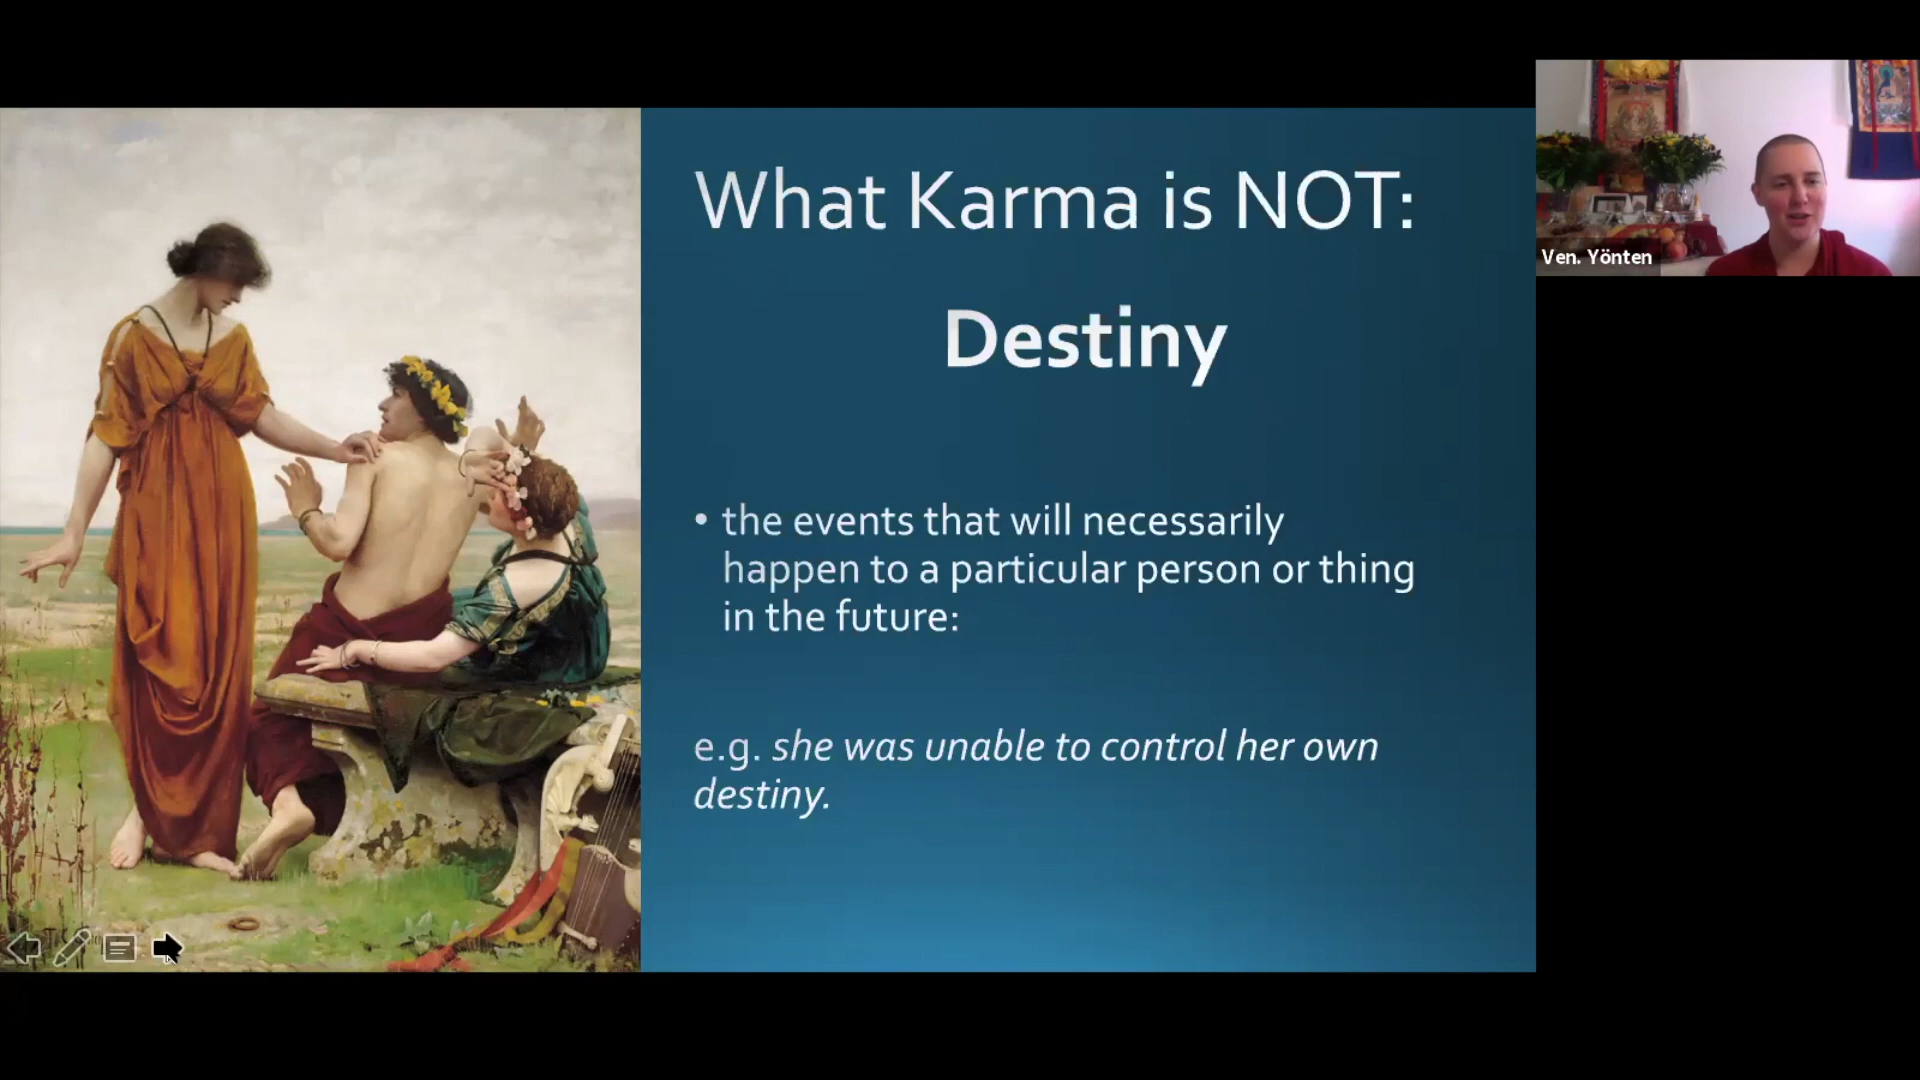 What Karma is NOT:
Destiny
• the events that will necessarily
happen to a particular person or thing
in the future:
e.g. she was unable to control her own
destiny.
Ven. Yönten